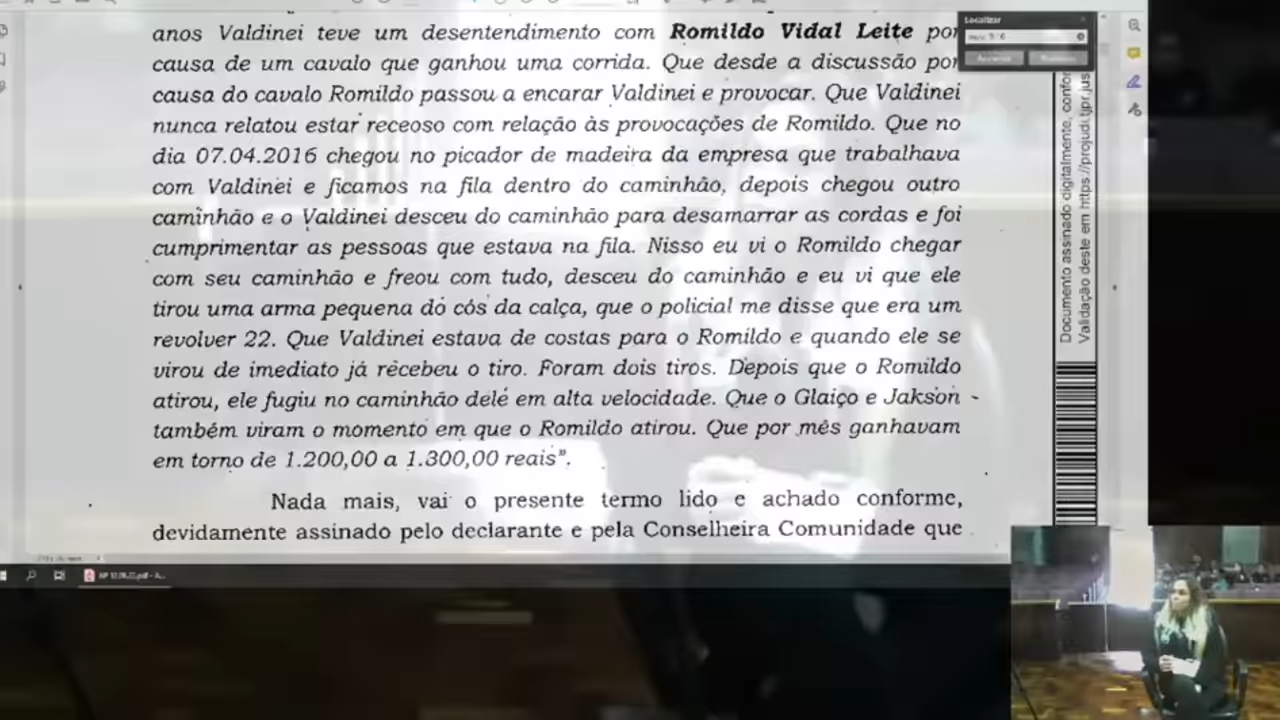 anos Valdinei teve um desentendimento com Romildo Vidal Leite por
causa de um cavalo que ganhou uma corrida. Que desde a discussão por
causa do cavalo Romildo passou a encarar Valdinei e provocar. Que Valdinei
nunca relatou estar receoso com relação às provocações de Romildo. Que no
dia 07.04.2016 chegou no picador de madeira da empresa que trabalhava
com Valdinei e ficamos na fila dentro do caminhão, depois chegou outro
caminhão e o Valdinei desceu do caminhão para desamarrar as cordas e foi
cumprimentar as pessoas que estava na fila. Nisso eu vi o Romildo chegar
com seu caminhão e freou com tudo, desceu do caminhão e eu vi que ele
tirou uma arma pequena do cós da calça, que o policial me disse que era um
revolver 22. Que Valdinei estava de costas para o Romildo e quando ele se
virou de imediato já recebeu o tiro. Foram dois tiros. Depois que o Romildo
atirou, ele fugiu no caminhão dele em alta velocidade. Que o Glaiço e Jakson
também viram o momento em que o Romildo atirou. Que por mês ganhavam
em torno de 1.200,00 a 1.300,00 reais".
Nada mais, vai o presente termo lido e achado conforme,
devidamente assinado pelo declarante e pela Conselheira Comunidade que
Localizar
Documento assinado digitalmente, confor
Validação deste em https://projudi.tjpr.jus